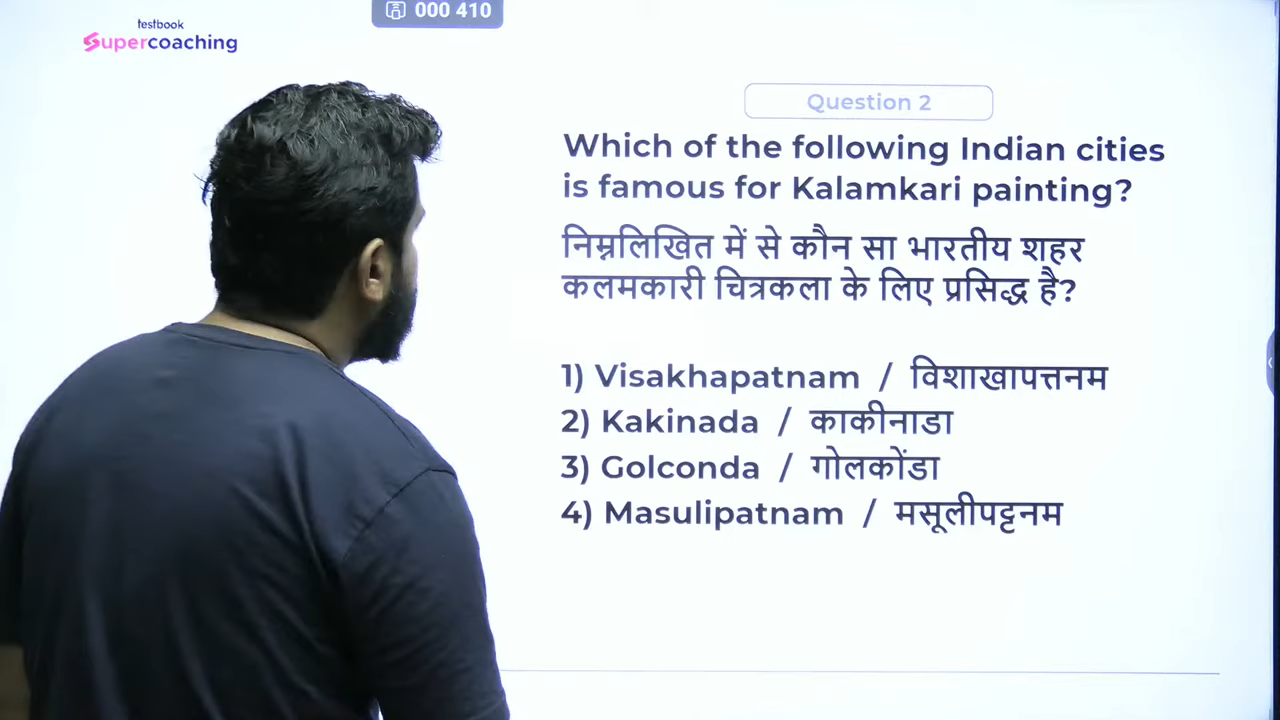 000 410
testbook
Supercoaching
Question 2
Which of the following Indian cities
is famous for Kalamkari painting?
निम्नलिखित में से कौन सा भारतीय शहर
कलमकारी चित्रकला के लिए प्रसिद्ध है?
1) Visakhapatnam / विशाखापत्तनम
2) Kakinada / काकीनाडा
3) Golconda / गोलकोंडा
4) Masulipatnam / मसूलीपट्टनम